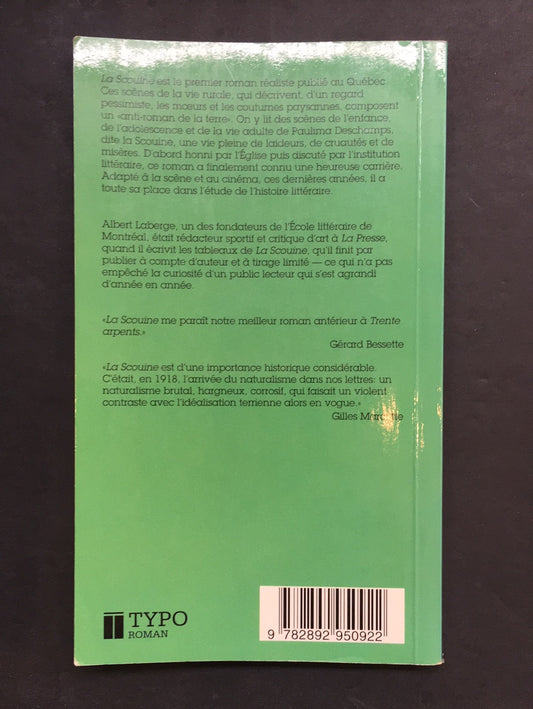 La Scouine est le premier roman réaliste publié au Québec.
Ces scènes de la vie rurale, qui décrivent, d'un regard
pessimiste, les mœurs et les coutumes paysannes, composent
un «anti-roman de la terre». On y lit des scènes de l'enfance,
de l'adolescence et de la vie adulte de Paulima Deschamps,
dite la Scouine, une vie pleine de laideurs, de cruautés et de
misères. D'abord honni par l'Église puis discuté par l'institution
littéraire, ce roman a finalement connu une heureuse carrière.
Adapté à la scène et au cinéma, ces dernières années, il a
toute sa place dans l'étude de l'histoire littéraire.
Albert Laberge, un des fondateurs de l'École littéraire de
Montréal, était rédacteur sportif et critique d'art à La Presse,
quand il écrivit les tableaux de La Scouine, qu'il finit par
publier à compte d'auteur et à tirage limité — ce qui n'a pas
empêché la curiosité d'un public lecteur qui s'est agrandi
d'année en année.
«La Scouine me paraît notre meilleur roman antérieur à Trente
arpents.»
Gérard Bessette
«La Scouine est d'une importance historique considérable.
C'était, en 1918, l'arrivée du naturalisme dans nos lettres: un
naturalisme brutal, hargneux, corrosif, qui faisait un violent
contraste avec l'idéalisation terrienne alors en vogue.»
Gilles
TYPO
ROMAN
9 782892 950922